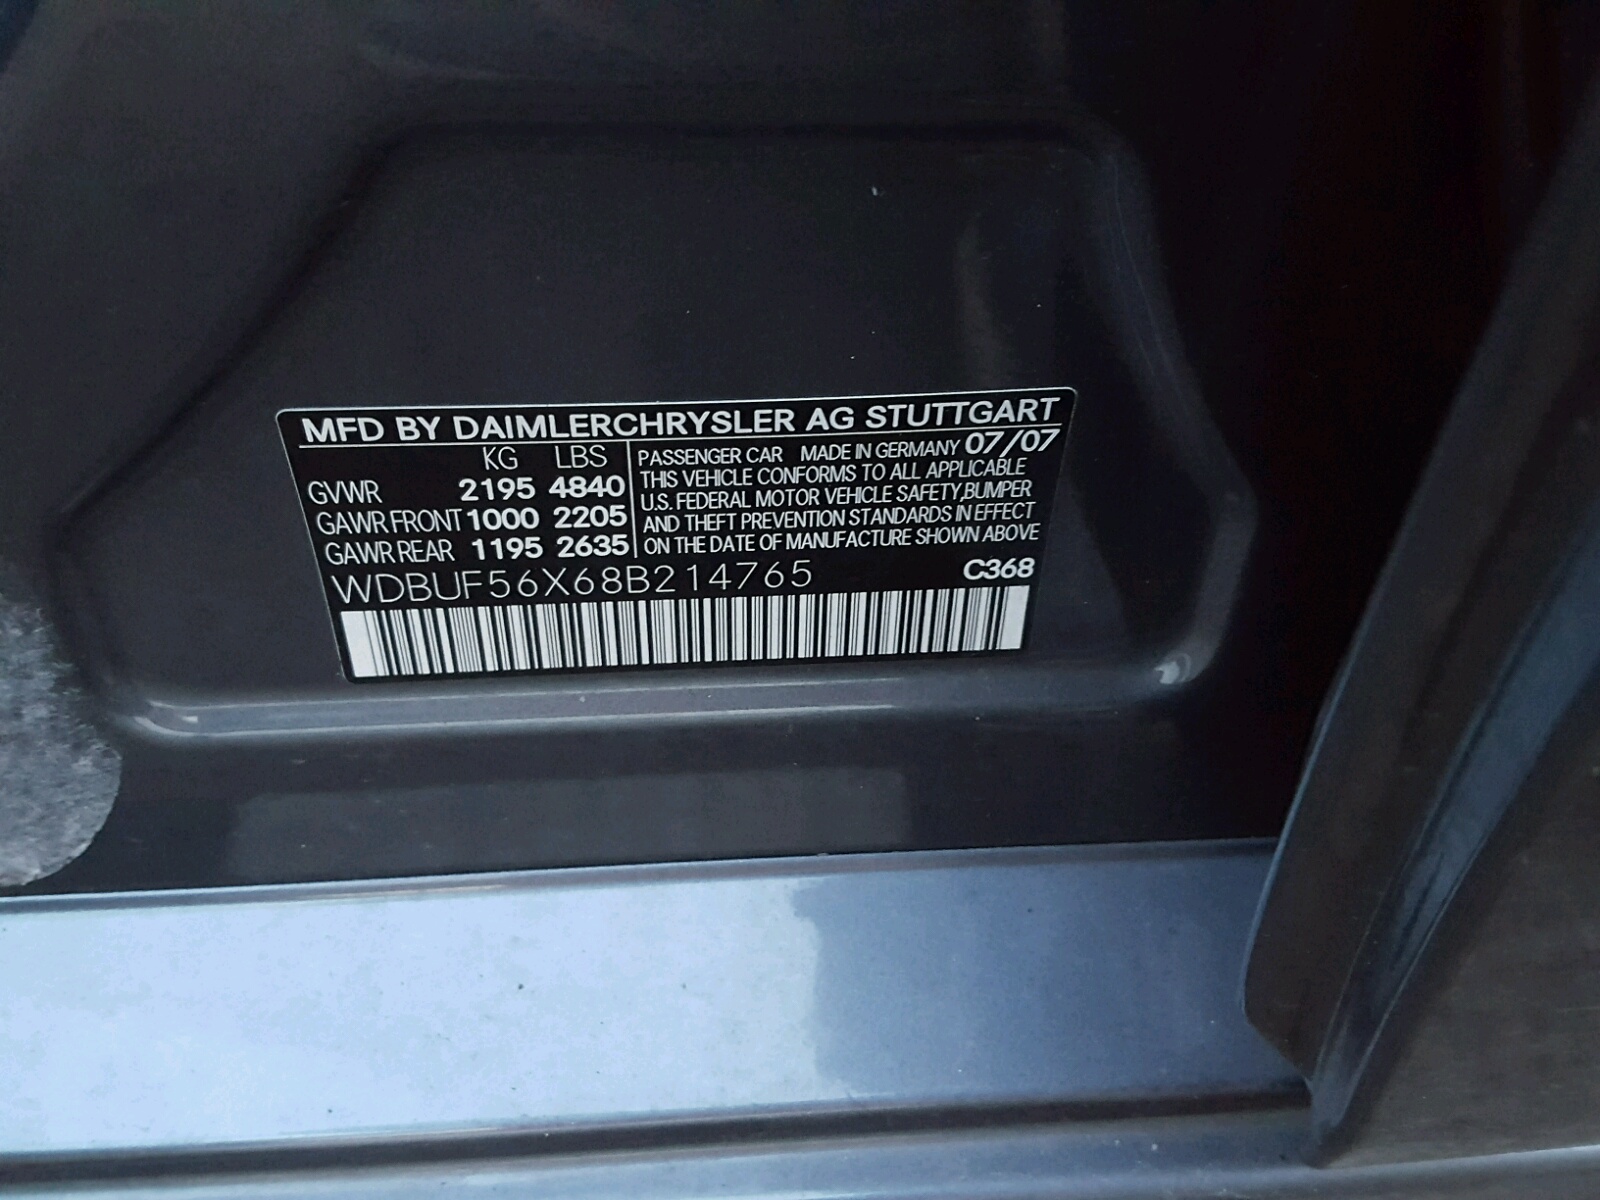 MFD BY DAIMLERCHRYSLER AG STUTTGART
KG LBS
GVWR 2195 4840
GAWR FRONT 1000 2205
GAWR REAR 1195 2635
PASSENGER CAR MADE IN GERMANY 07/07
THIS VEHICLE CONFORMS TO ALL APPLICABLE
U.S. FEDERAL MOTOR VEHICLE SAFETY,BUMPER
AND THEFT PREVENTION STANDARDS IN EFFECT
ON THE DATE OF MANUFACTURE SHOWN ABOVE
WDBUF56X68B214765 C368